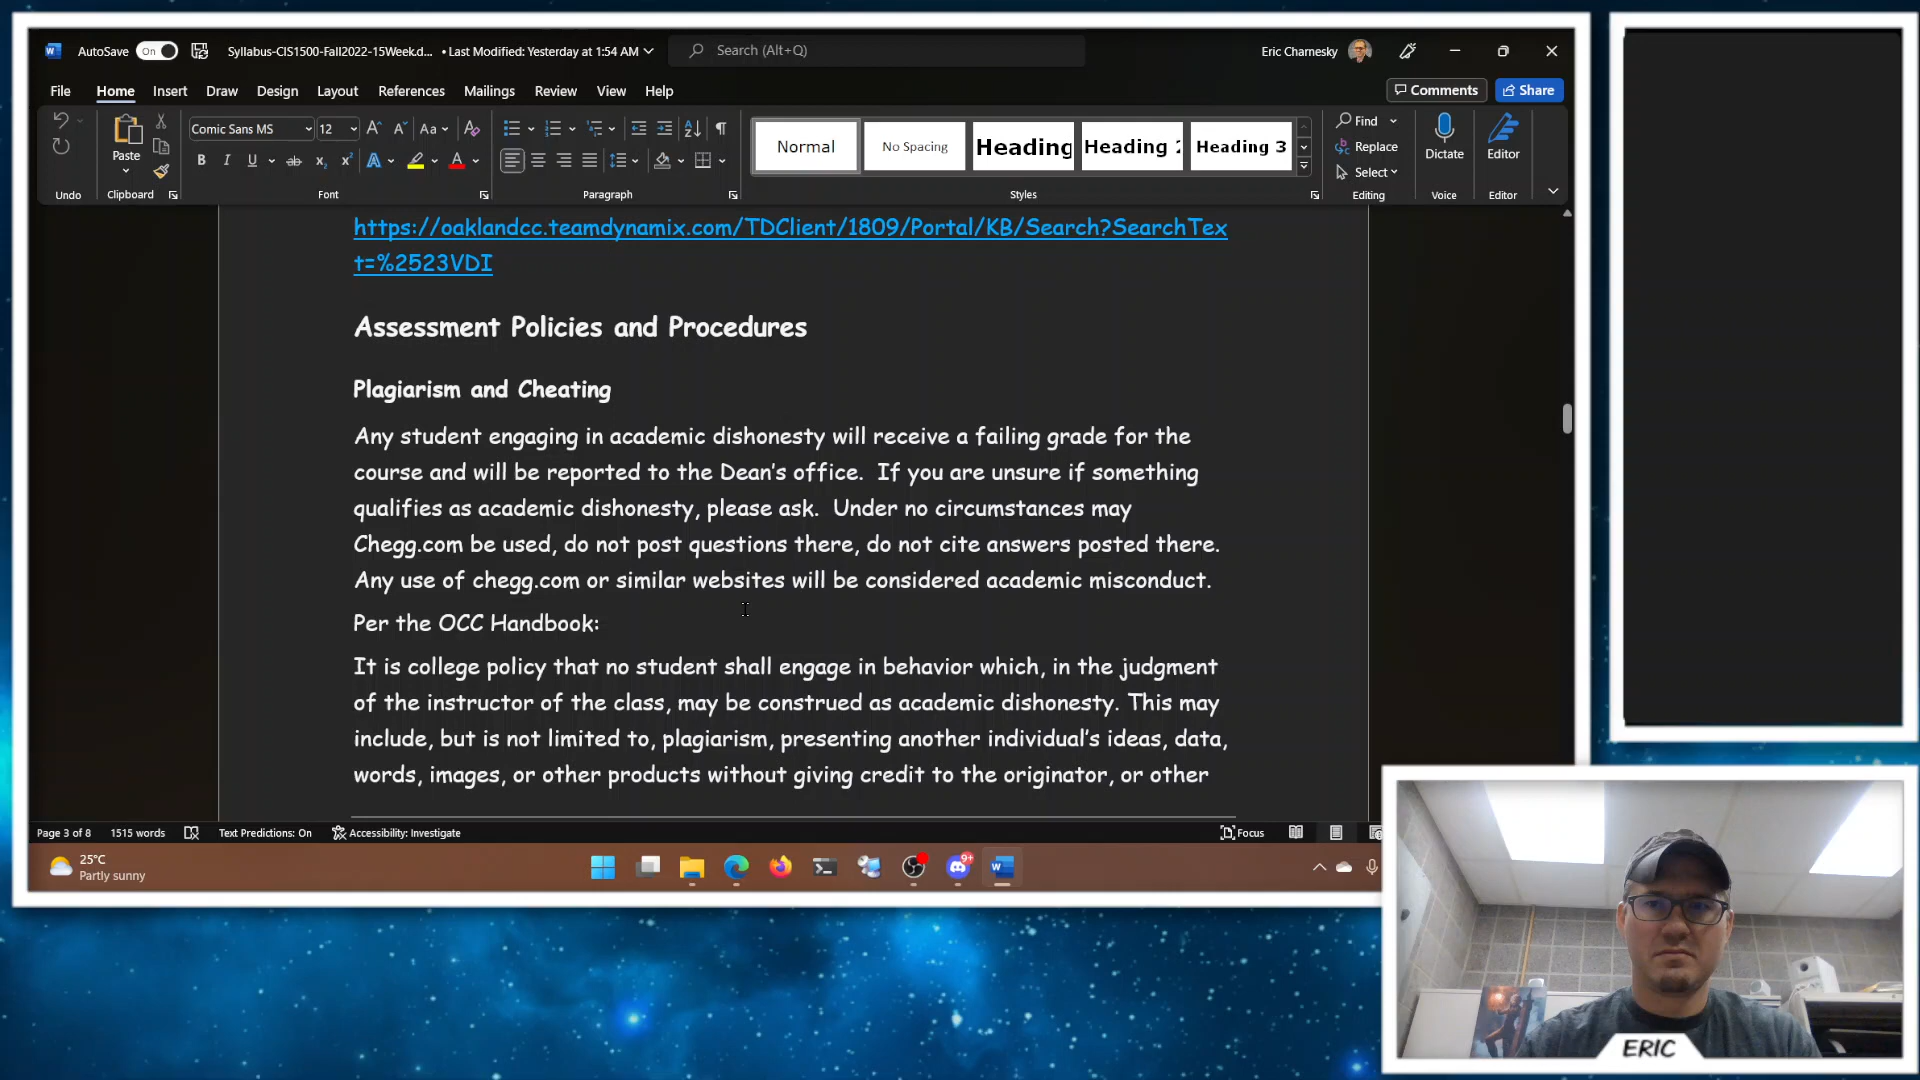 AutoSave On Syllabus-CIS1500-Fall2022-15Week.d... • Last Modified: Yesterday at 1:54 AM Search (Alt+Q) Eric Charnesky
File Home Insert Draw Design Layout References Mailings Review View Help Comments Share
Comic Sans MS 12 Aa
Normal No Spacing Heading Heading 2 Heading 3
Find
Replace
Select
Paste
Dictate Editor
Undo Clipboard Font Paragraph Styles Editing Voice Editor
https://oaklandcc.teamdynamix.com/TDClient/1809/Portal/KB/Search?SearchTex
t=%2523VDI
Assessment Policies and Procedures
Plagiarism and Cheating
Any student engaging in academic dishonesty will receive a failing grade for the
course and will be reported to the Dean's office.  If you are unsure if something
qualifies as academic dishonesty, please ask.  Under no circumstances may
Chegg.com be used, do not post questions there, do not cite answers posted there.
Any use of chegg.com or similar websites will be considered academic misconduct.
Per the OCC Handbook:
It is college policy that no student shall engage in behavior which, in the judgment
of the instructor of the class, may be construed as academic dishonesty. This may
include, but is not limited to, plagiarism, presenting another individual's ideas, data,
words, images, or other products without giving credit to the originator, or other
Page 3 of 8 1515 words Text Predictions: On Accessibility: Investigate Focus
25°C
Partly sunny
9+
ERIC